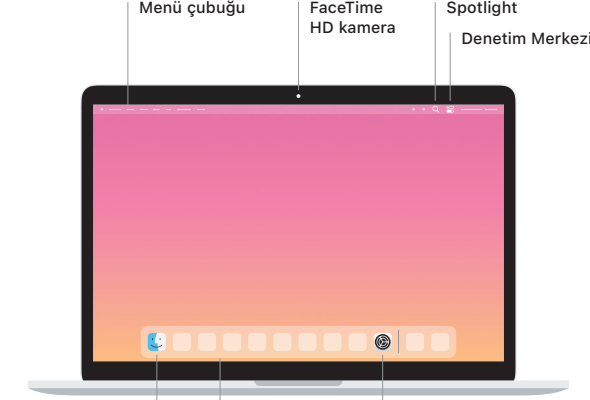 Menü çubuğu
FaceTime
HD kamera
Spotlight
Denetim Merkezi